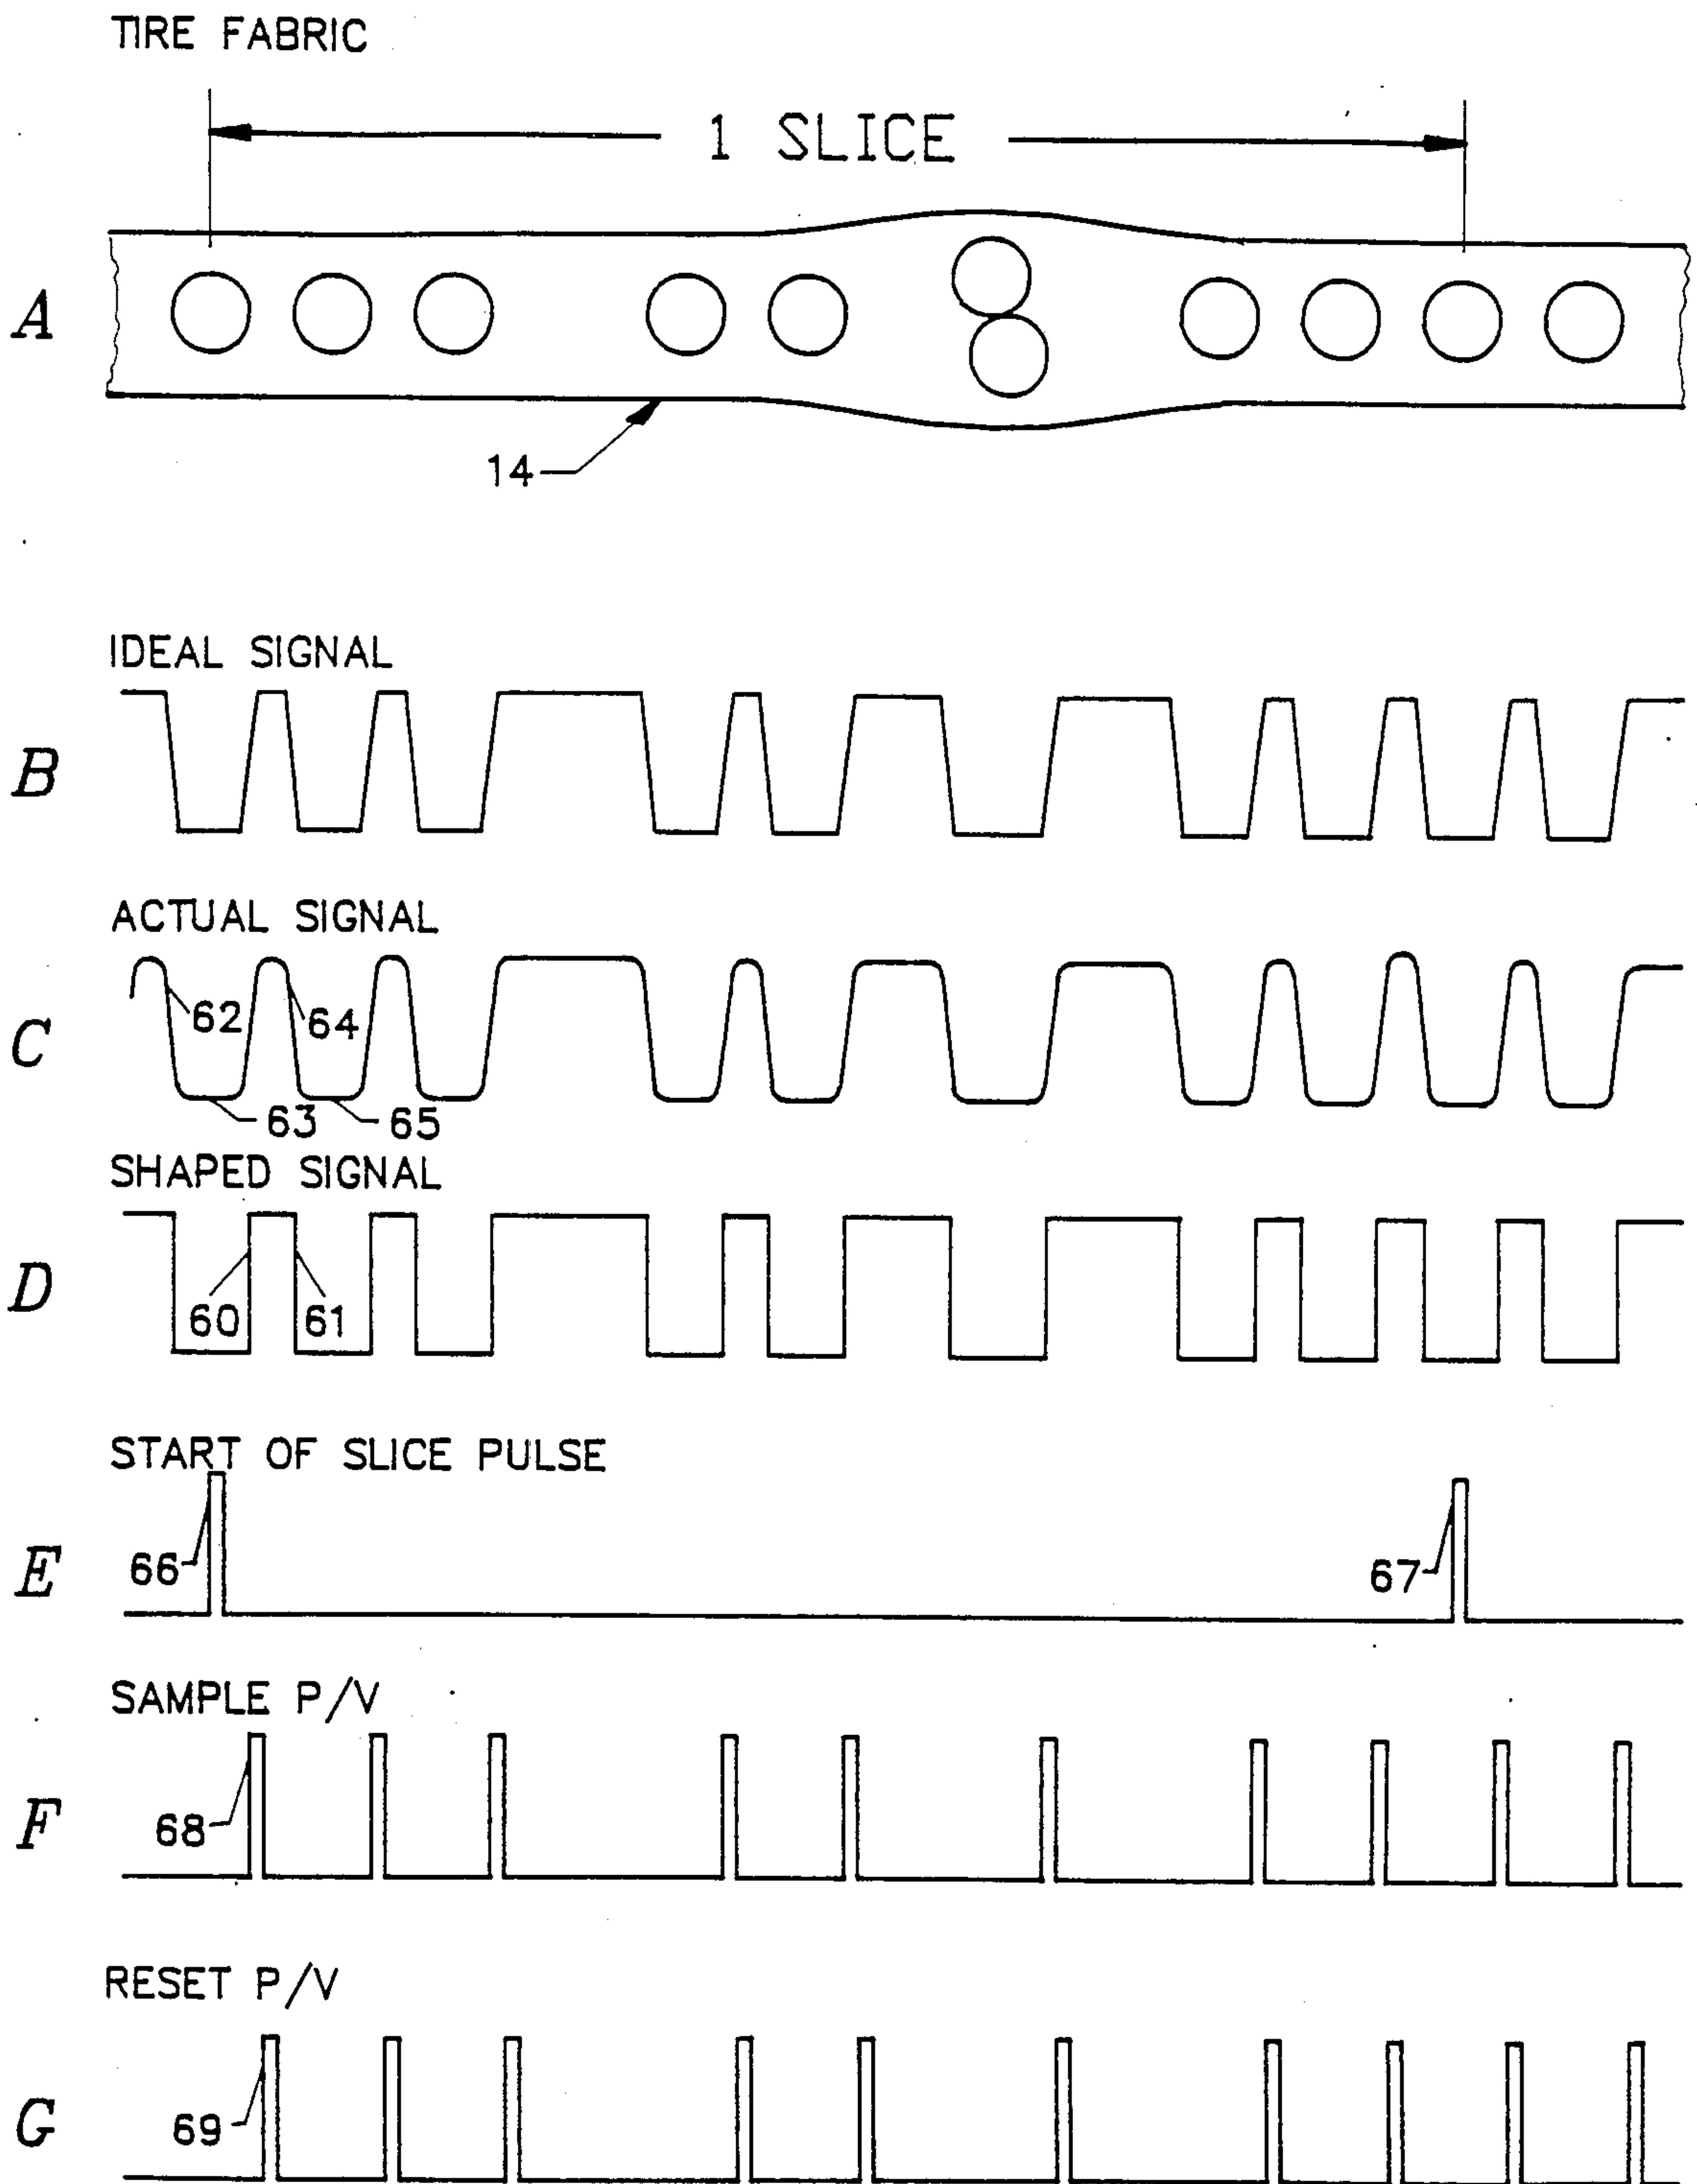 TIRE FABRIC
1 SLICE
A
14
IDEAL SIGNAL
B
ACTUAL SIGNAL
C
62
64
63
65
SHAPED SIGNAL
D
60
61
START OF SLICE PULSE
E
66
67
SAMPLE P/V
F
68
RESET P/V
G
69